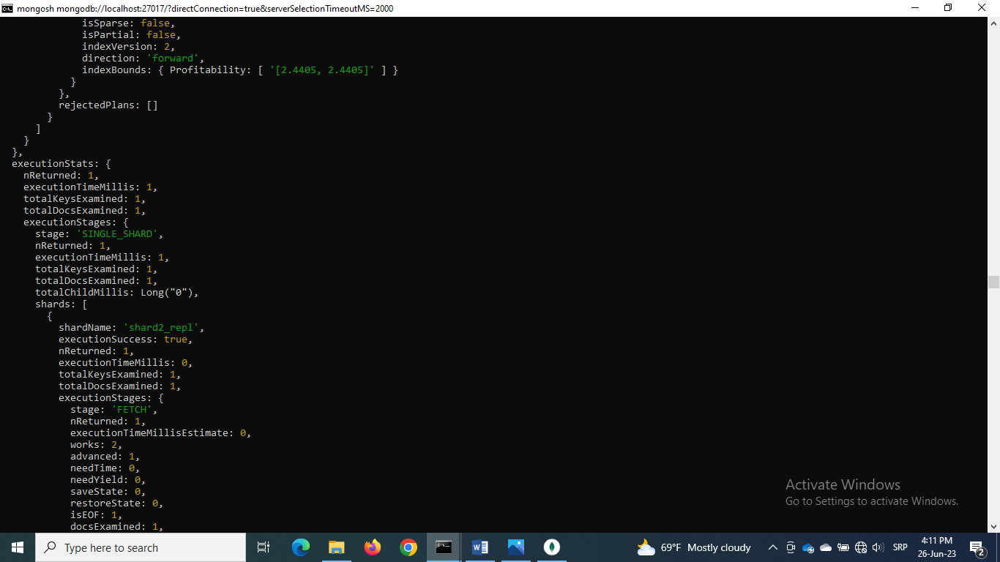 mongosh mongodb://localhost:27017/?directConnection=true&serverSelectionTimeoutMS=2000
isSparse: false,
isPartial: false,
indexVersion: 2,
direction: 'forward',
indexBounds: { Profitability: [ '[2.4405, 2.4405]' ] }
}
},
rejectedPlans: []
}
]
}
},
executionStats: {
nReturned: 1,
executionTimeMillis: 1,
totalKeysExamined: 1,
totalDocsExamined: 1,
executionStages: {
stage: 'SINGLE_SHARD',
nReturned: 1,
executionTimeMillis: 1,
totalKeysExamined: 1,
totalDocsExamined: 1,
totalChildMillis: Long("0"),
shards: [
{
shardName: 'shard2_repl',
executionSuccess: true,
nReturned: 1,
executionTimeMillis: 0,
totalKeysExamined: 1,
totalDocsExamined: 1,
executionStages: {
stage: 'FETCH',
nReturned: 1,
executionTimeMillisEstimate: 0,
works: 2,
advanced: 1,
needTime: 0,
needYield: 0,
saveState: 0,
restoreState: 0,
isEOF: 1,
docsExamined: 1,
Activate Windows
Go to Settings to activate Windows.
Type here to search
69°F Mostly cloudy
SRP
4:11 PM
26-Jun-23
2